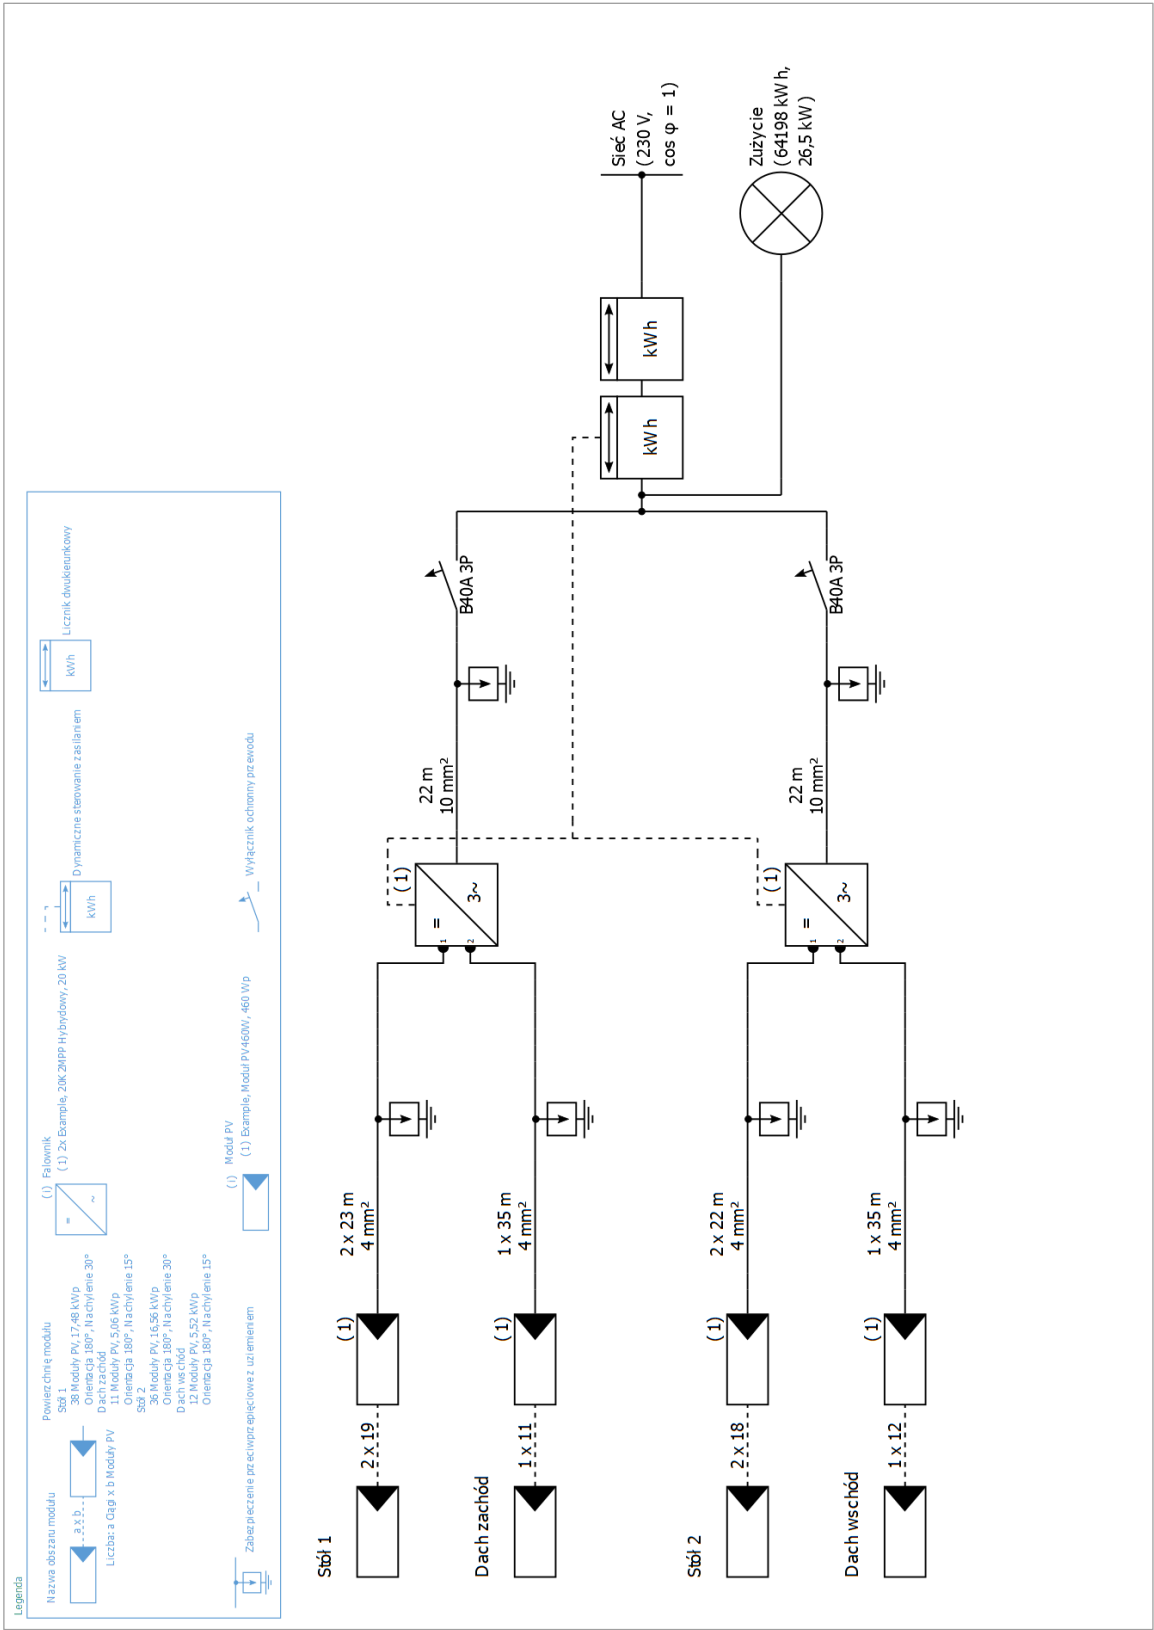 Legenda
Nazwa obszaru modułu
a x b
Liczba: a Ciągi x b Moduły PV
Powierzchnię modułu
Stół 1
38 Moduły PV, 17,48 kWp
Orientacja 180°, Nachylenie 30°
Dach zachód
11 Moduły PV, 5,06 kWp
Orientacja 180°, Nachylenie 15°
Stół 2
36 Moduły PV, 16,56 kWp
Orientacja 180°, Nachylenie 30°
Dach wschód
12 Moduły PV, 5,52 kWp
Orientacja 180°, Nachylenie 15°
(i) Falownik
(1) 2x Example, 20K 2MPP Hybrydowy, 20 kW
=
~
kWh
Dynamiczne sterowanie zasilaniem
kWh
Licznik dwukierunkowy
Zabezpieczenie przeciwprzepięciowe z uziemieniem
(i) Moduł PV
(1) Example, Moduł PV460W, 460 Wp
Wyłącznik ochronny przewodu
Stół 1
2 x 19
(1)
2 x 23 m
4 mm²
Dach zachód
1 x 11
(1)
1 x 35 m
4 mm²
(1)
1
2
=
3~
22 m
10 mm²
B40A 3P
Stół 2
2 x 18
(1)
2 x 22 m
4 mm²
Dach wschód
1 x 12
(1)
1 x 35 m
4 mm²
(1)
1
2
=
3~
22 m
10 mm²
B40A 3P
kWh
kWh
Sieć AC
(230 V,
cos φ = 1)
Zużycie
(64198 kWh,
26,5 kW)